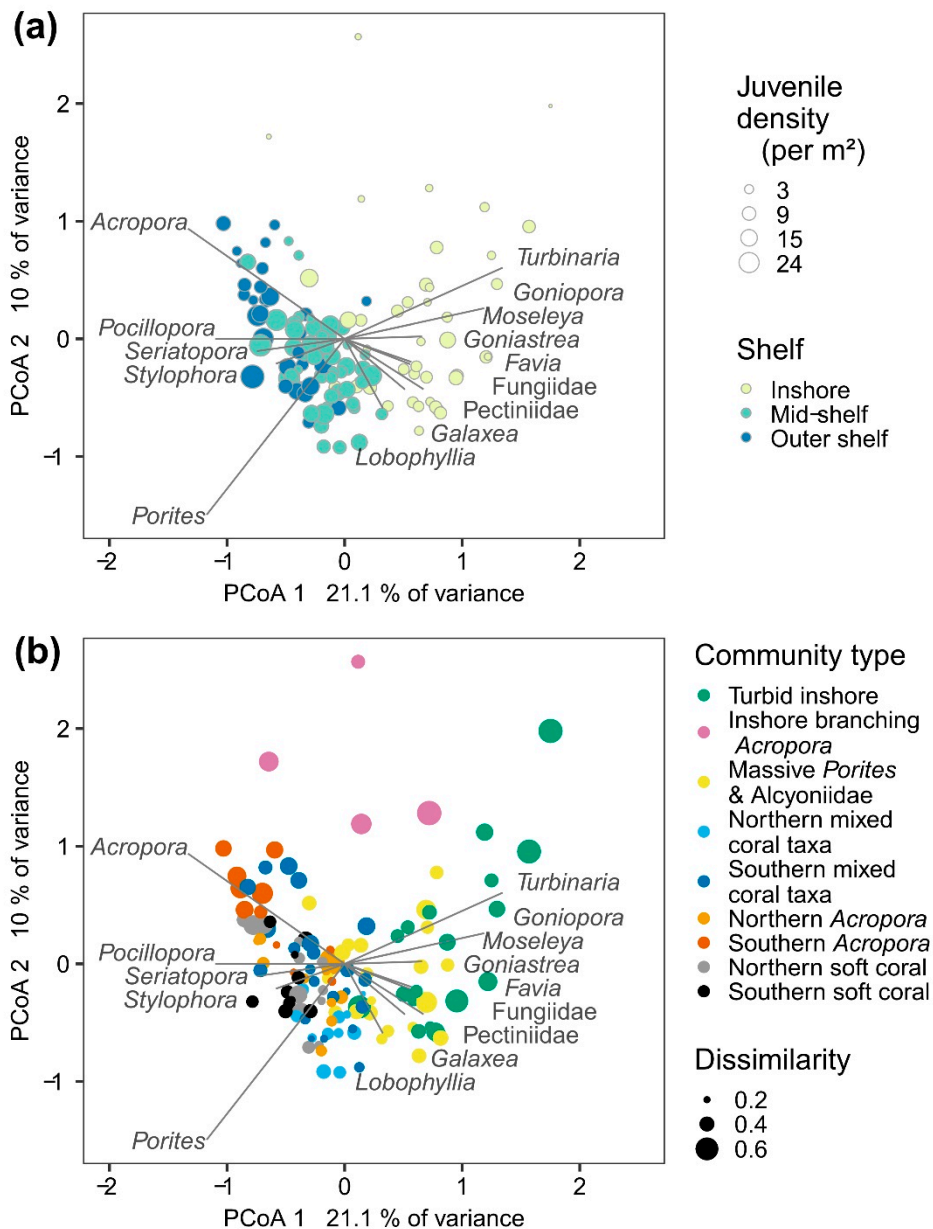 (a)
2
1
0
−1
PCoA 2   10 % of variance
Acropora
Turbinaria
Goniopora
Pocillopora
Moseleya
Seriatopora
Goniastrea
Stylophora
Favia
Fungiidae
Pectiniidae
Galaxea
Lobophyllia
Porites
−2
−1
0
1
2
PCoA 1   21.1 % of variance
Juvenile
density
(per m²)
3
9
15
24
Shelf
Inshore
Mid−shelf
Outer shelf
(b)
2
1
0
−1
PCoA 2   10 % of variance
Acropora
Turbinaria
Goniopora
Pocillopora
Moseleya
Seriatopora
Goniastrea
Stylophora
Favia
Fungiidae
Pectiniidae
Galaxea
Lobophyllia
Porites
−2
−1
0
1
2
PCoA 1   21.1 % of variance
Community type
Turbid inshore
Inshore branching
Acropora
Massive Porites
& Alcyoniidae
Northern mixed
coral taxa
Southern mixed
coral taxa
Northern Acropora
Southern Acropora
Northern soft coral
Southern soft coral
Dissimilarity
0.2
0.4
0.6